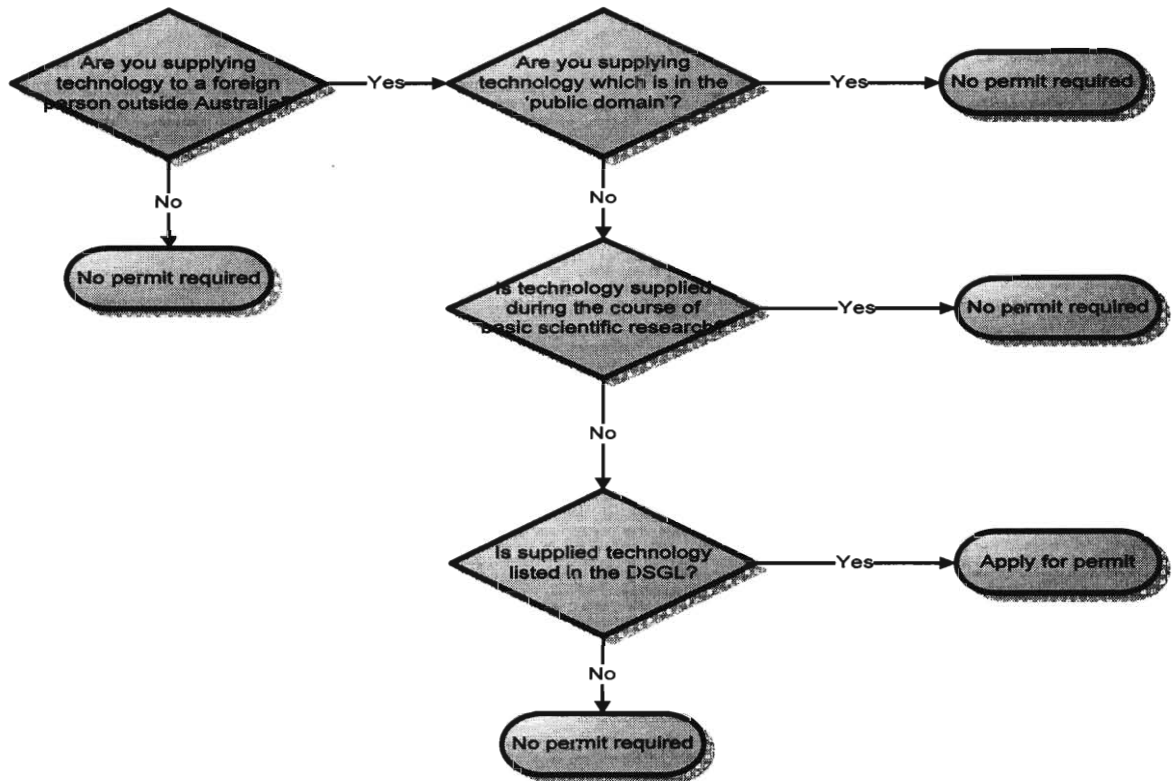 Are you supplying
technology to a foreign
person outside Australia?
Yes
Are you supplying
technology which is in the
'public domain'?
Yes
No permit required
No
No permit required
No
Is technology supplied
during the course of
basic scientific research?
Yes
No permit required
No
Is supplied technology
listed in the DSGL?
Yes
Apply for permit
No
No permit required